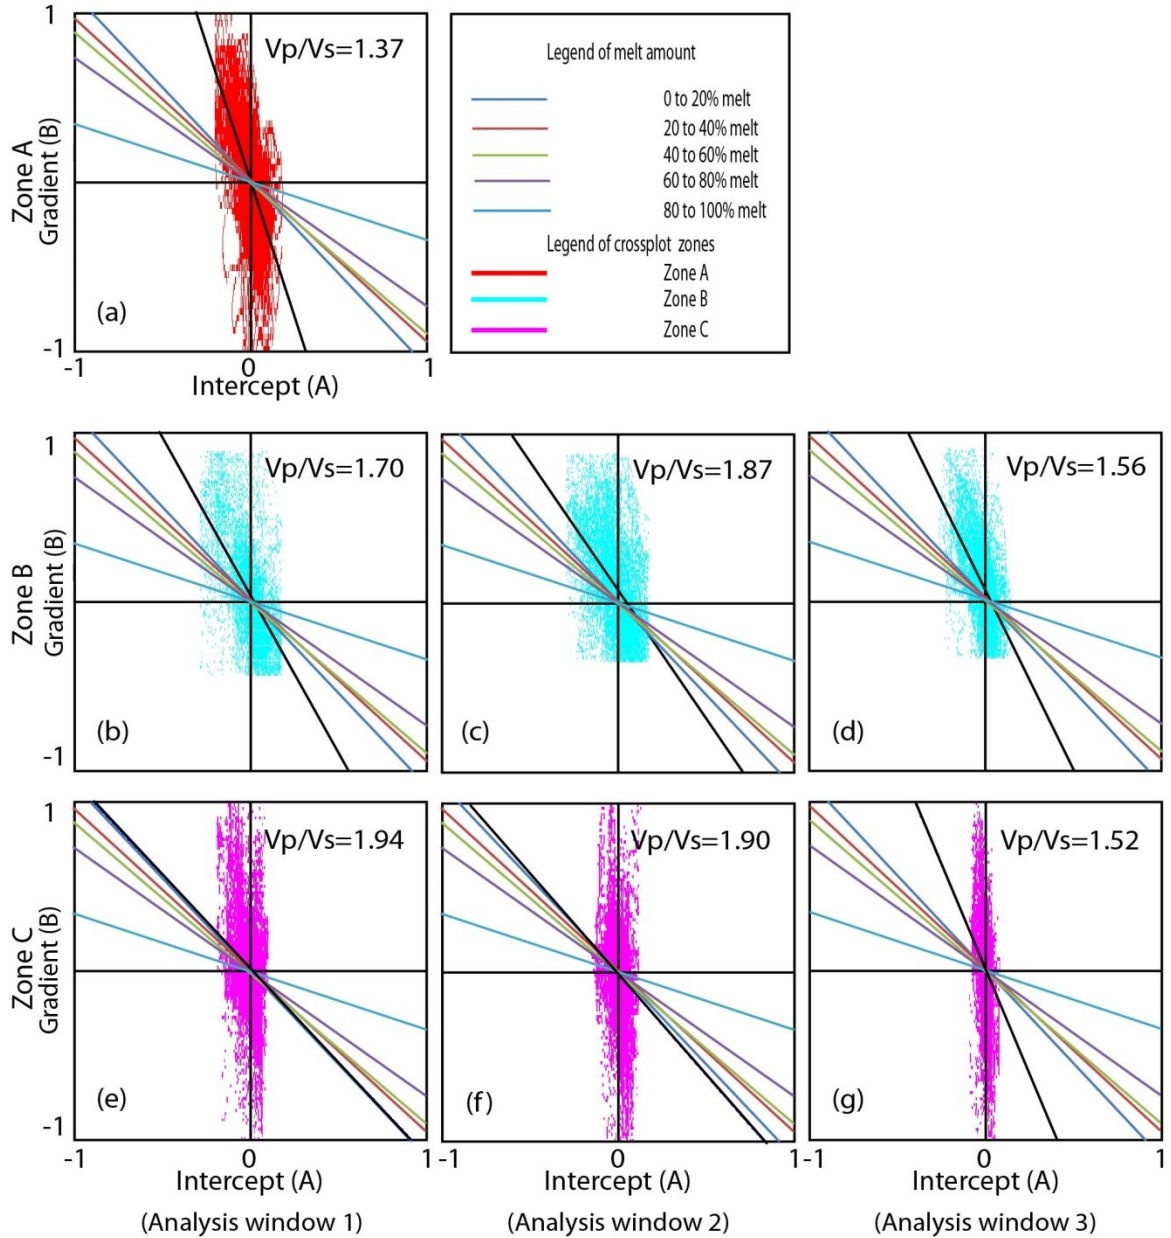 1
Vp/Vs=1.37
Zone A
Gradient (B)
(a)
-1
-1
0
1
Intercept (A)
Legend of melt amount
0 to 20% melt
20 to 40% melt
40 to 60% melt
60 to 80% melt
80 to 100% melt
Legend of crossplot zones
Zone A
Zone B
Zone C
1
Vp/Vs=1.70
Vp/Vs=1.87
Vp/Vs=1.56
Zone B
Gradient (B)
(b)
(c)
(d)
-1
1
Vp/Vs=1.94
Vp/Vs=1.90
Vp/Vs=1.52
Zone C
Gradient (B)
(e)
(f)
(g)
-1
-1
0
1
-1
0
1
-1
0
1
Intercept (A)
Intercept (A)
Intercept (A)
(Analysis window 1)
(Analysis window 2)
(Analysis window 3)